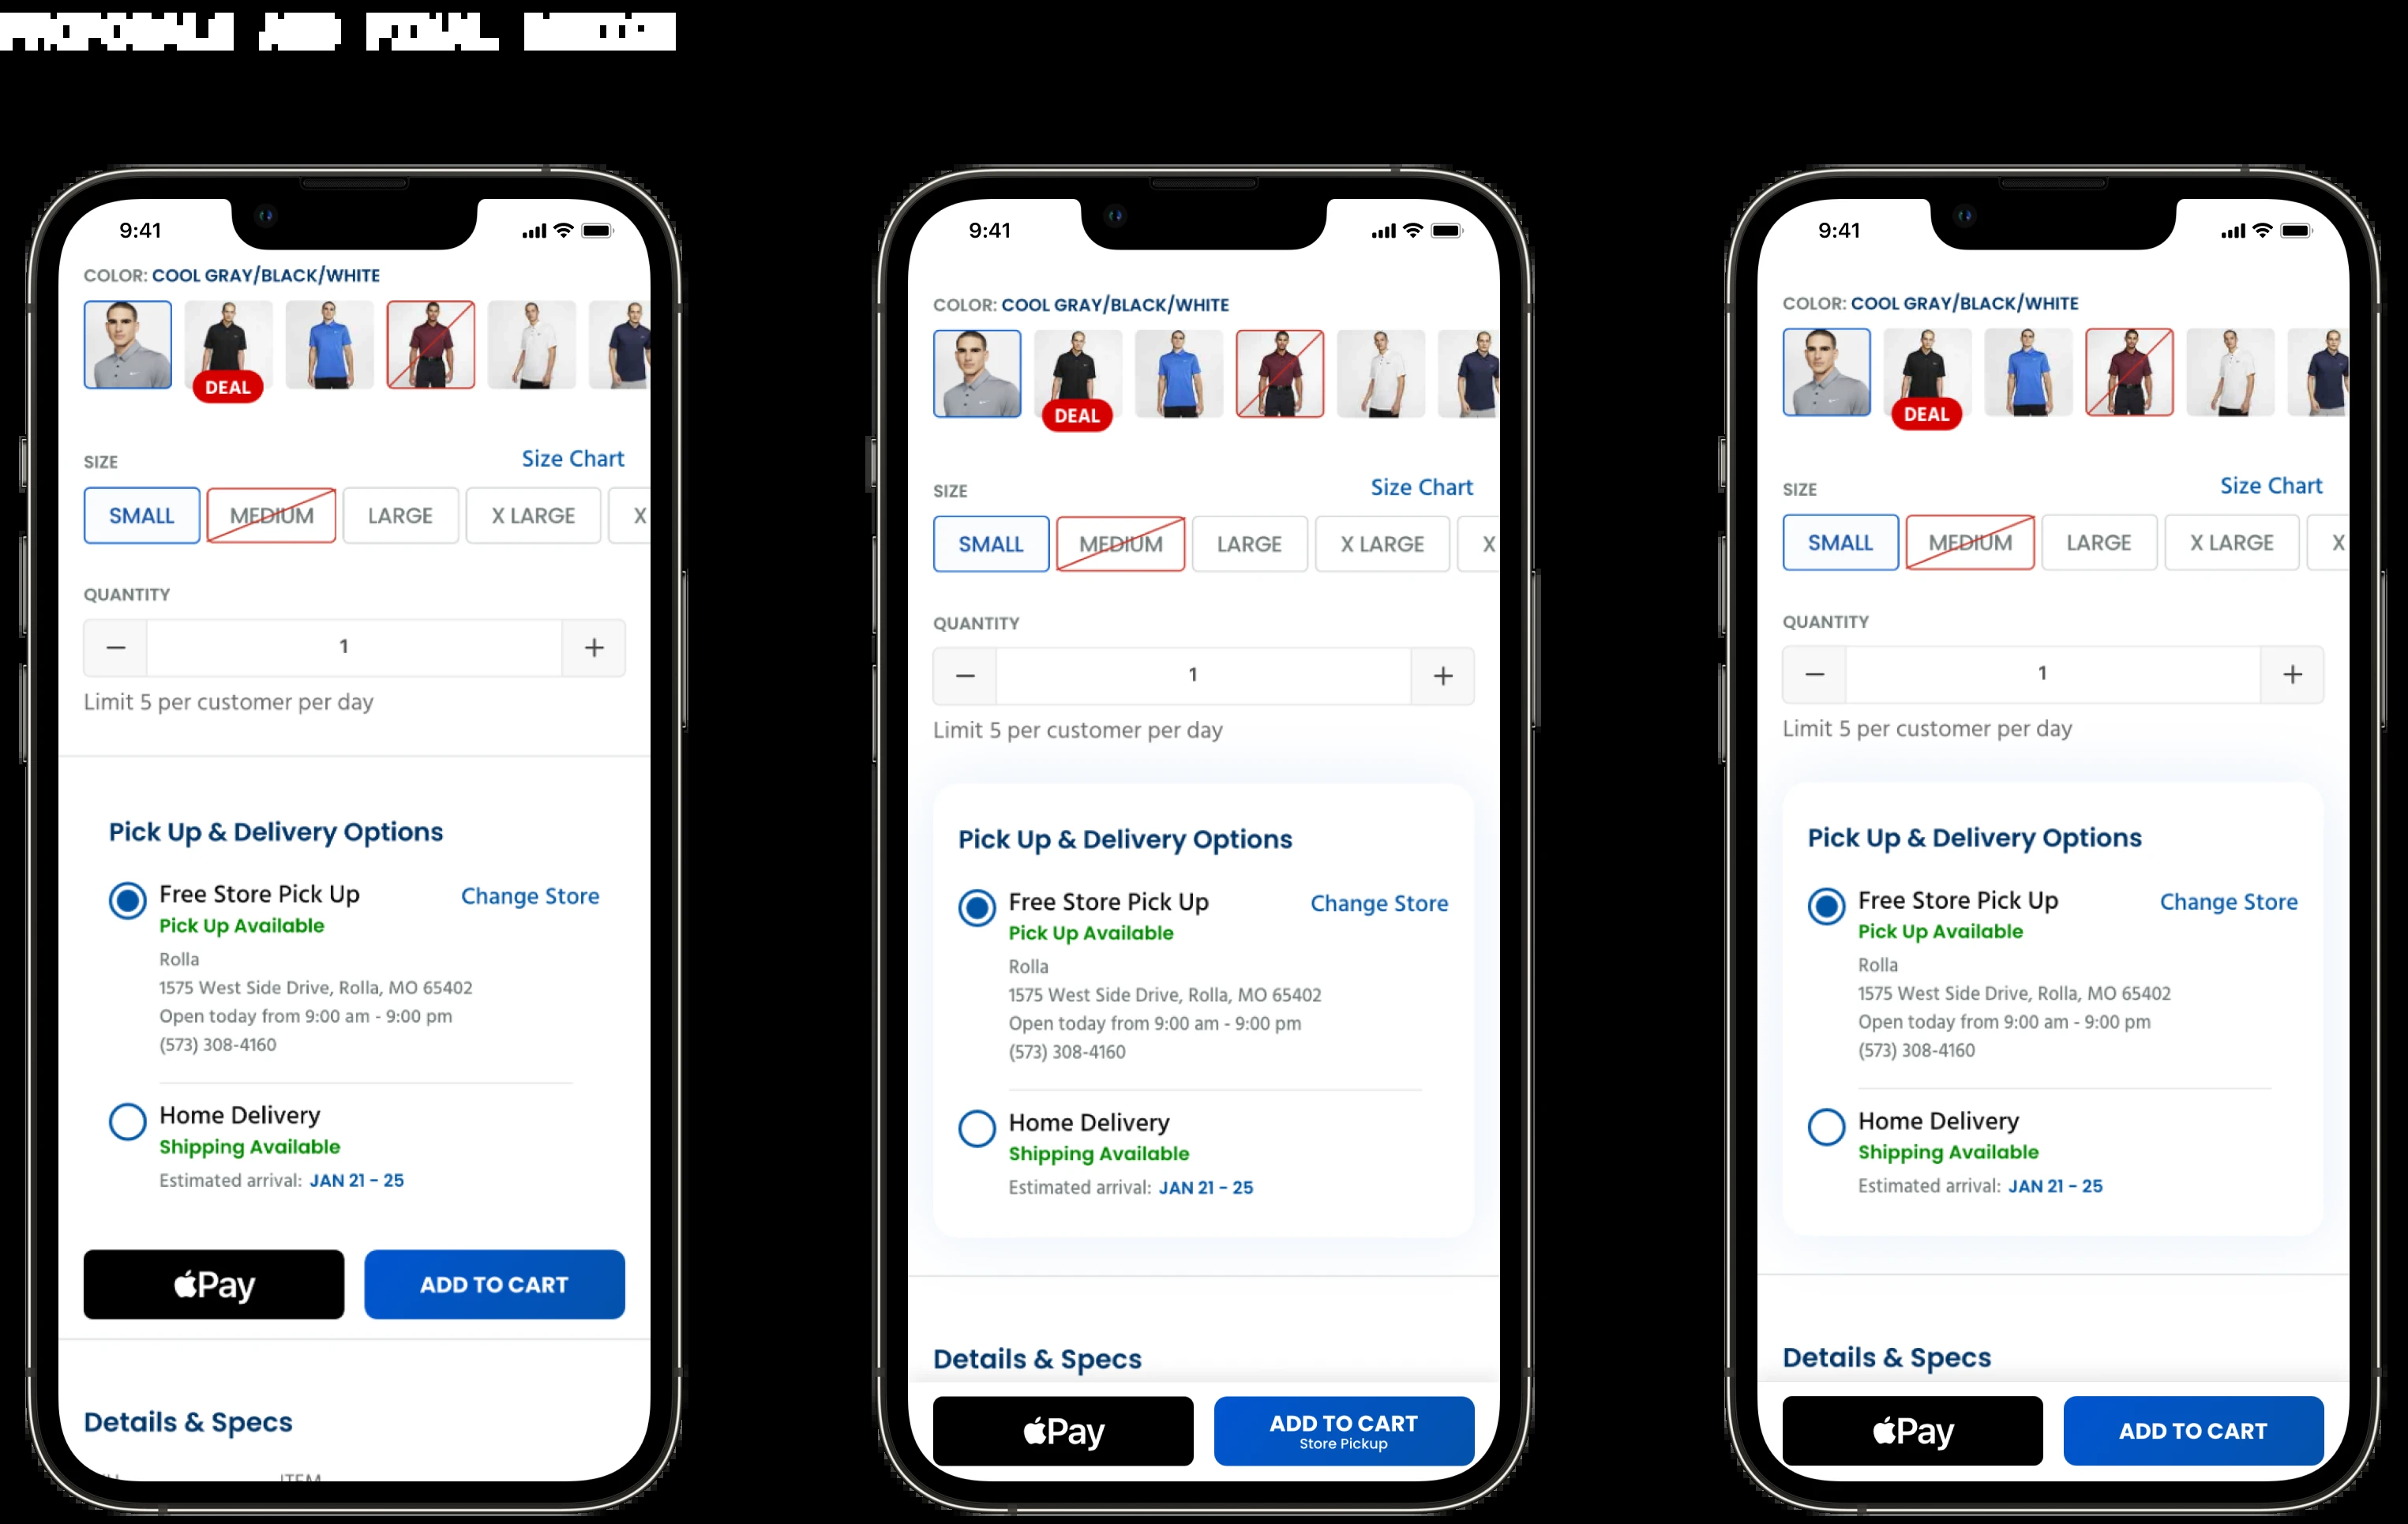 9:41
COLOR: COOL GRAY/BLACK/WHITE
DEAL
SIZE
Size Chart
SMALL
MEDIUM
LARGE
X LARGE
X
QUANTITY
1
Limit 5 per customer per day
Pick Up & Delivery Options
Free Store Pick Up
Change Store
Pick Up Available
Rolla
1575 West Side Drive, Rolla, MO 65402
Open today from 9:00 am - 9:00 pm
(573) 308-4160
Home Delivery
Shipping Available
Estimated arrival: JAN 21 - 25
Pay
ADD TO CART
Details & Specs
ITEM
9:41
COLOR: COOL GRAY/BLACK/WHITE
DEAL
SIZE
Size Chart
SMALL
MEDIUM
LARGE
X LARGE
X
QUANTITY
1
Limit 5 per customer per day
Pick Up & Delivery Options
Free Store Pick Up
Change Store
Pick Up Available
Rolla
1575 West Side Drive, Rolla, MO 65402
Open today from 9:00 am - 9:00 pm
(573) 308-4160
Home Delivery
Shipping Available
Estimated arrival: JAN 21 - 25
Details & Specs
Pay
ADD TO CART
Store Pickup
9:41
COLOR: COOL GRAY/BLACK/WHITE
DEAL
SIZE
Size Chart
SMALL
MEDIUM
LARGE
X LARGE
X
QUANTITY
1
Limit 5 per customer per day
Pick Up & Delivery Options
Free Store Pick Up
Change Store
Pick Up Available
Rolla
1575 West Side Drive, Rolla, MO 65402
Open today from 9:00 am - 9:00 pm
(573) 308-4160
Home Delivery
Shipping Available
Estimated arrival: JAN 21 - 25
Details & Specs
Pay
ADD TO CART